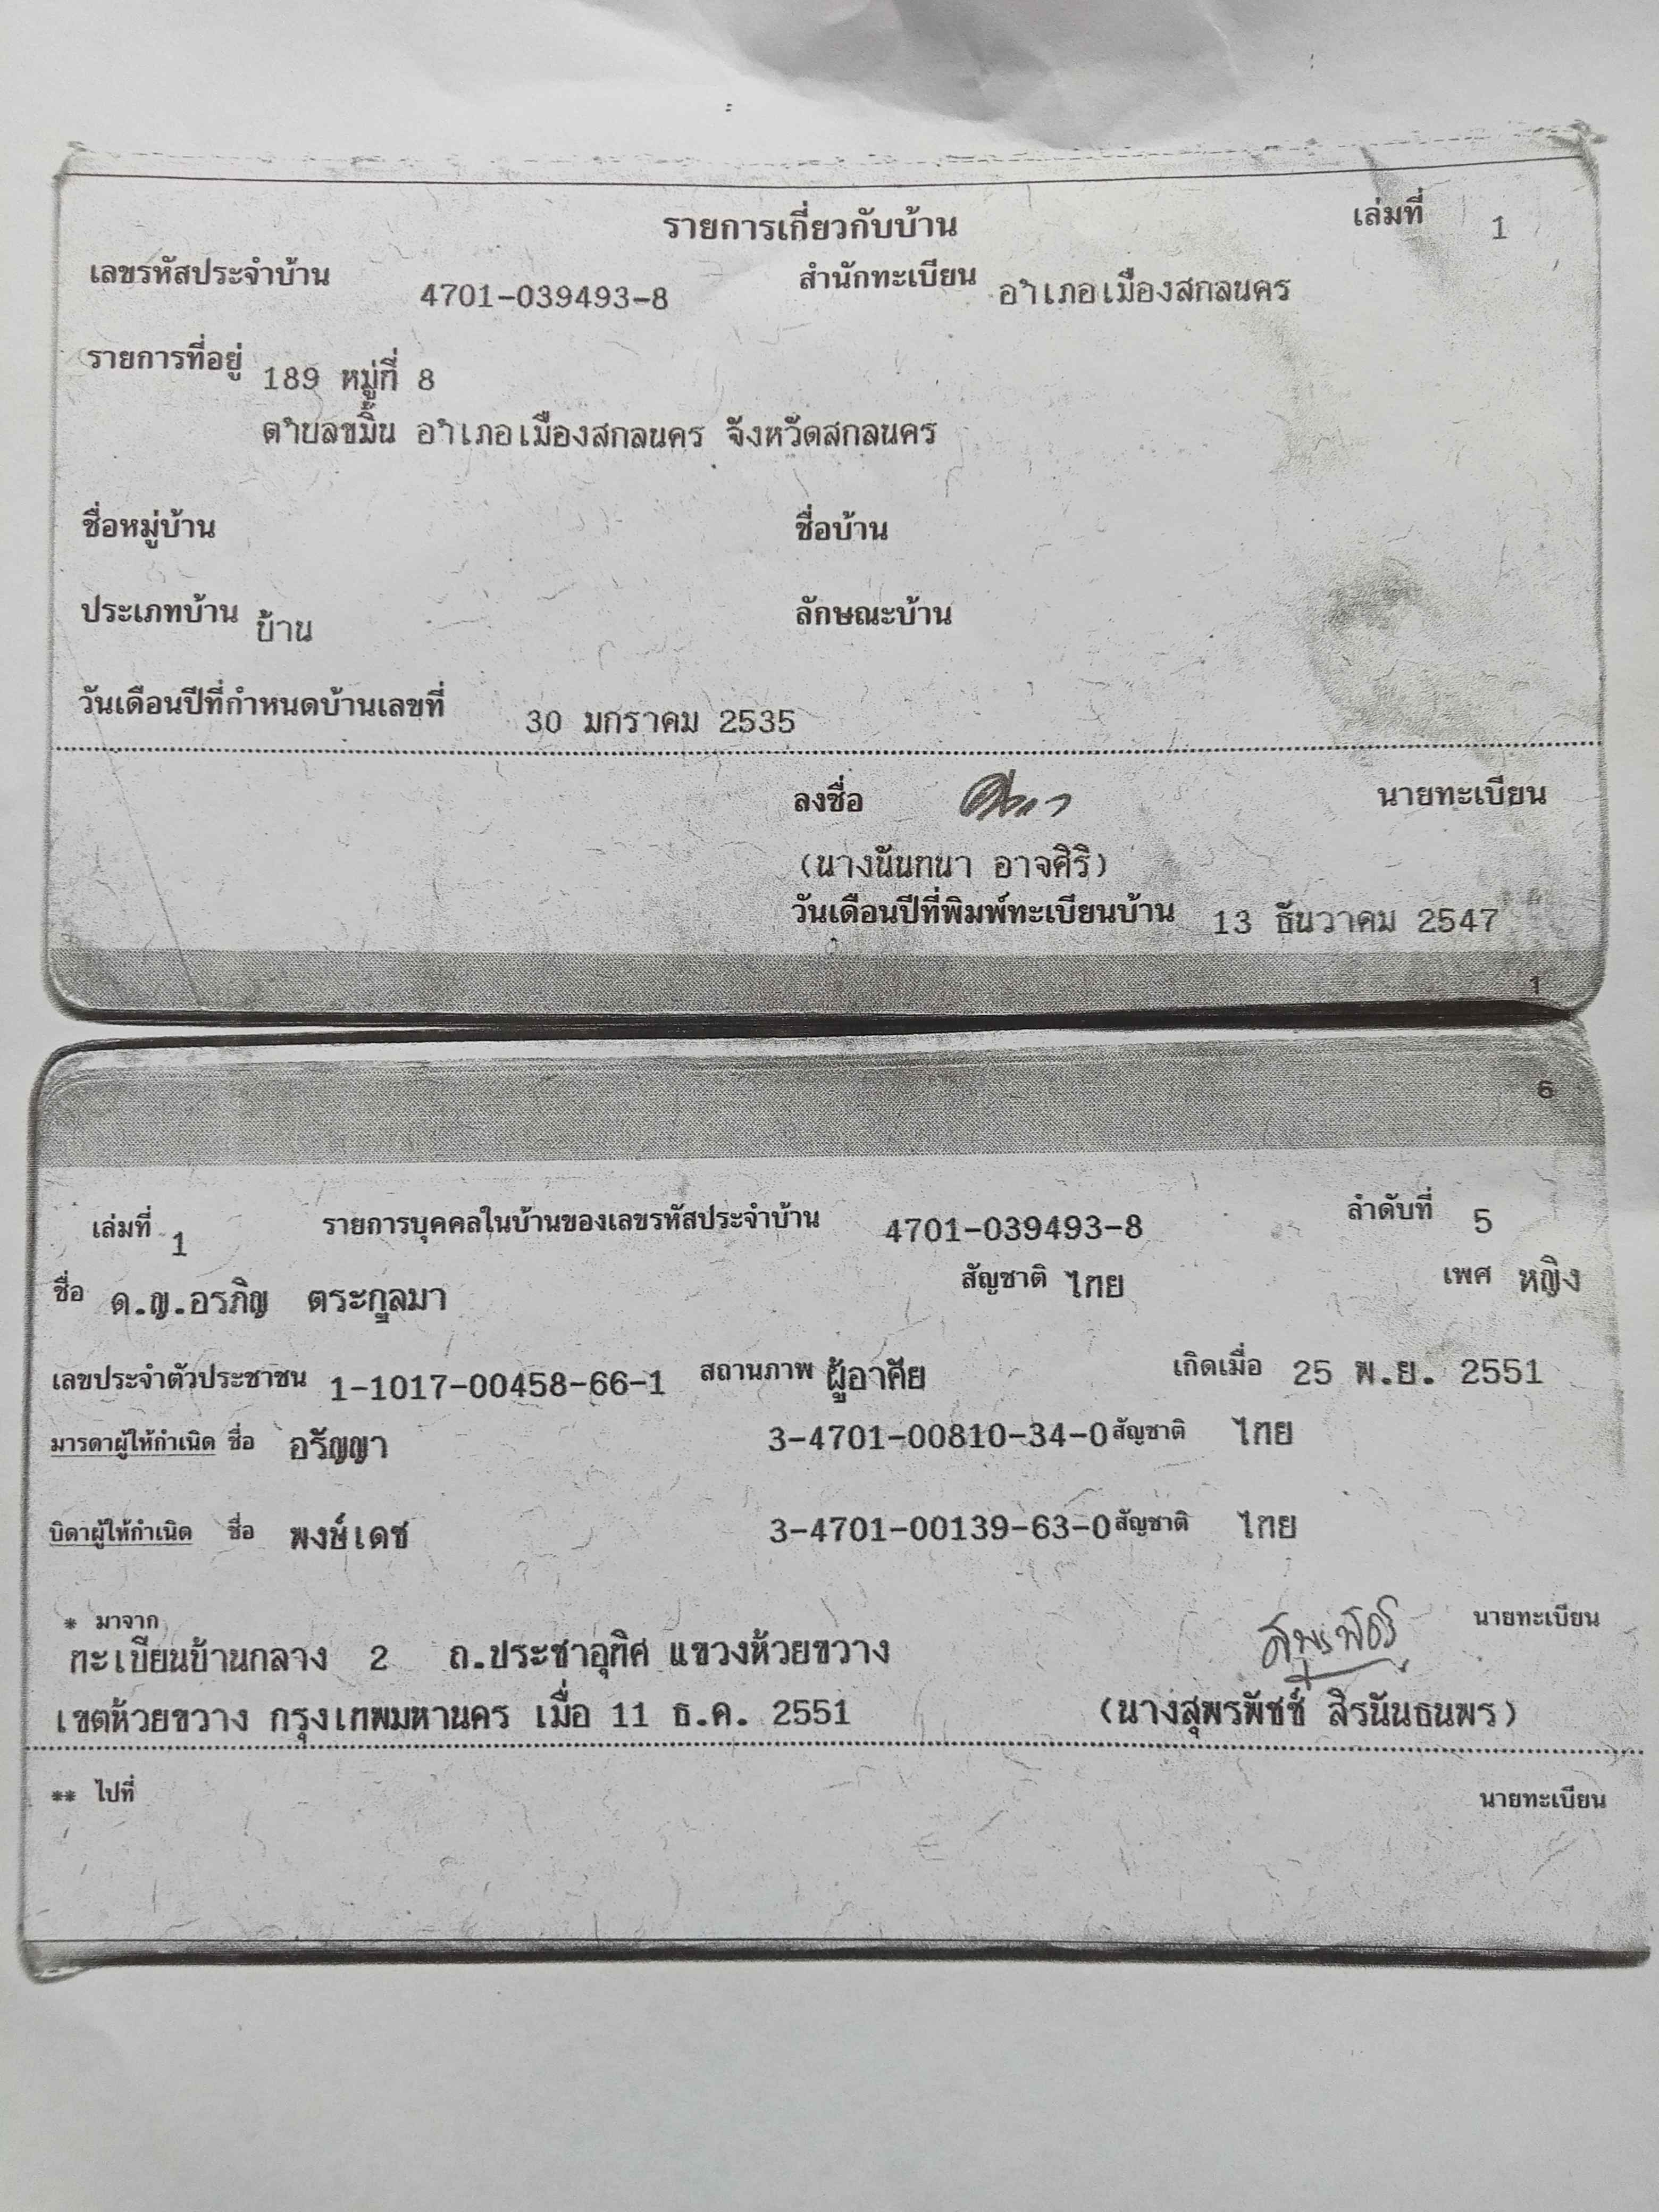 รายการเกี่ยวกับบ้าน เล่มที่ 1
เลขรหัสประจำบ้าน 4701-039493-8 สำนักทะเบียน อำเภอเมืองสกลนคร
รายการที่อยู่ 189 หมู่ที่ 8
ตำบลขมิ้น อำเภอเมืองสกลนคร จังหวัดสกลนคร
ชื่อหมู่บ้าน ชื่อบ้าน
ประเภทบ้าน บ้าน ลักษณะบ้าน
วันเดือนปีที่กำหนดบ้านเลขที่ 30 มกราคม 2535
ลงชื่อ นายทะเบียน
(นางนันทนา อาจศิริ)
วันเดือนปีที่พิมพ์ทะเบียนบ้าน 13 ธันวาคม 2547
1
6
เล่มที่ 1 รายการบุคคลในบ้านของเลขรหัสประจำบ้าน 4701-039493-8 ลำดับที่ 5
ชื่อ ด.ญ.อรภิญ ตระกูลมา สัญชาติ ไทย เพศ หญิง
เลขประจำตัวประชาชน 1-1017-00458-66-1 สถานภาพ ผู้อาศัย เกิดเมื่อ 25 พ.ย. 2551
มารดาผู้ให้กำเนิด ชื่อ อรัญญา 3-4701-00810-34-0 สัญชาติ ไทย
บิดาผู้ให้กำเนิด ชื่อ พงษ์เดช 3-4701-00139-63-0 สัญชาติ ไทย
* มาจาก นายทะเบียน
ทะเบียนบ้านกลาง 2 ถ.ประชาอุทิศ แขวงห้วยขวาง
เขตห้วยขวาง กรุงเทพมหานคร เมื่อ 11 ธ.ค. 2551 (นางสุพรพัชช์ สิรนันธนพร)
** ไปที่ นายทะเบียน